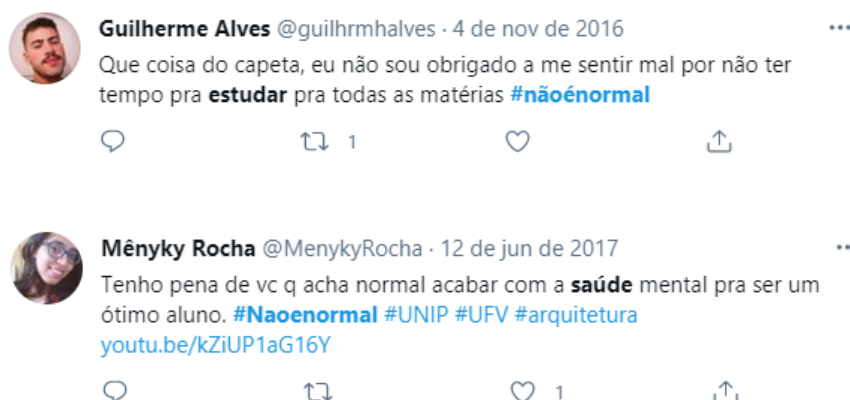 Guilherme Alves @guilhrmhalves · 4 de nov de 2016
Que coisa do capeta, eu não sou obrigado a me sentir mal por não ter
tempo pra estudar pra todas as matérias #nãoénormal
1
Mênyky Rocha @MenykyRocha · 12 de jun de 2017
Tenho pena de vc q acha normal acabar com a saúde mental pra ser um
ótimo aluno. #Naoenormal #UNIP #UFV #arquitetura
youtu.be/kZiUP1aG16Y
1